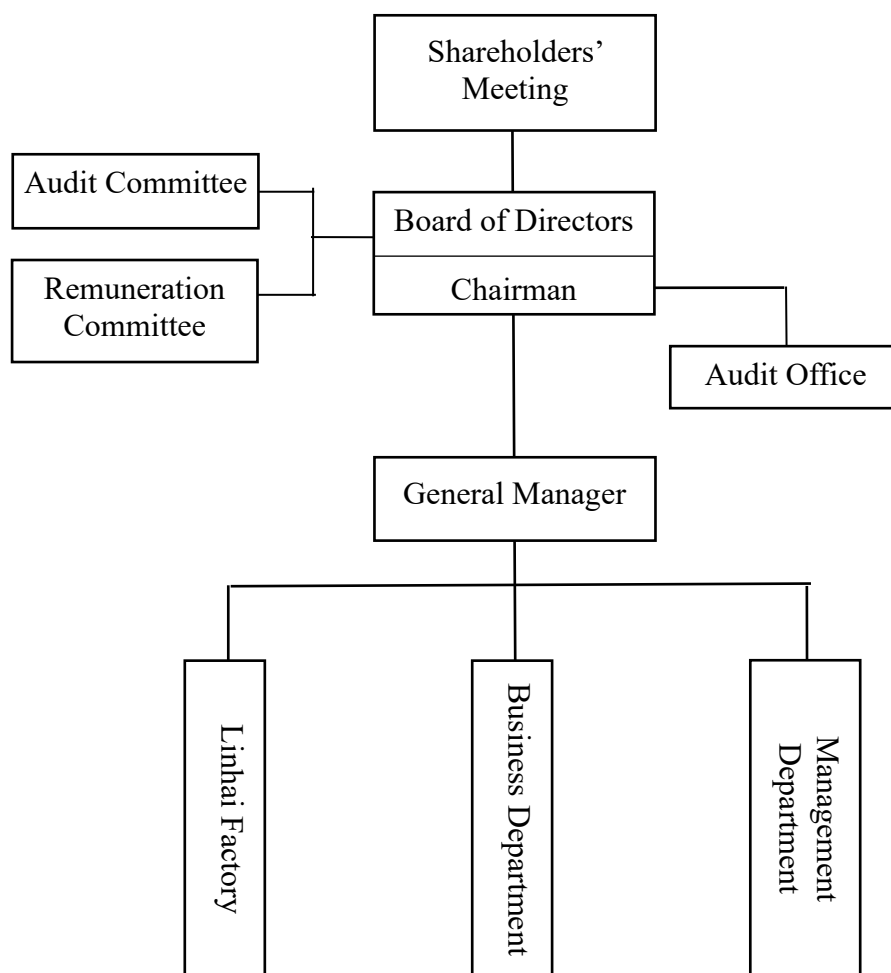 Shareholders’
Meeting
Audit Committee
Board of Directors
Remuneration
Committee
Chairman
Audit Office
General Manager
Linhai Factory
Business Department
Management
Department